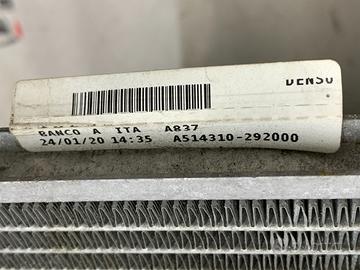 DENSO
BANCO A ITA A837
24/01/20 14:35 A514310-292000